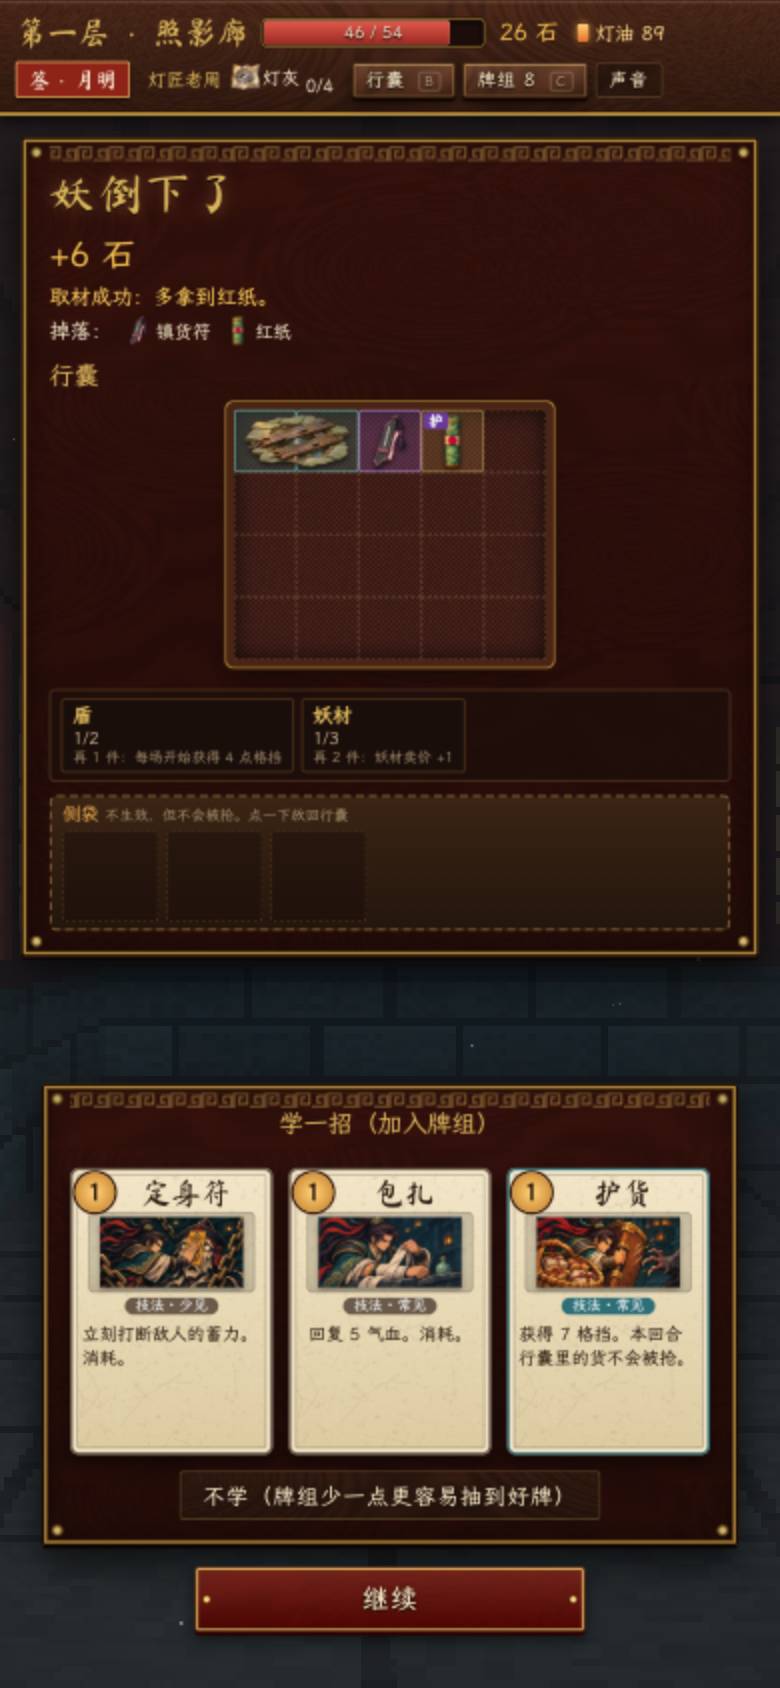 第一层 · 照影廊 46 / 54 26 石 灯油 89
签 · 月明 灯匠老周 灯灰 0/4 行囊 B 牌组 8 C 声音
妖倒下了
+6 石
取材成功：多拿到红纸。
掉落： 镇货符 红纸
行囊
护
盾 妖材
1/2 1/3
再 1 件：每场开始获得 4 点格挡 再 2 件：妖材卖价 +1
侧袋 不生效，但不会被抢。点一下放回行囊
学一招（加入牌组）
1 定身符
技法 · 少见
立刻打断敌人的蓄力。
消耗。
1 包扎
技法 · 常见
回复 5 气血。消耗。
1 护货
技法 · 常见
获得 7 格挡。本回合
行囊里的货不会被抢。
不学（牌组少一点更容易抽到好牌）
继续